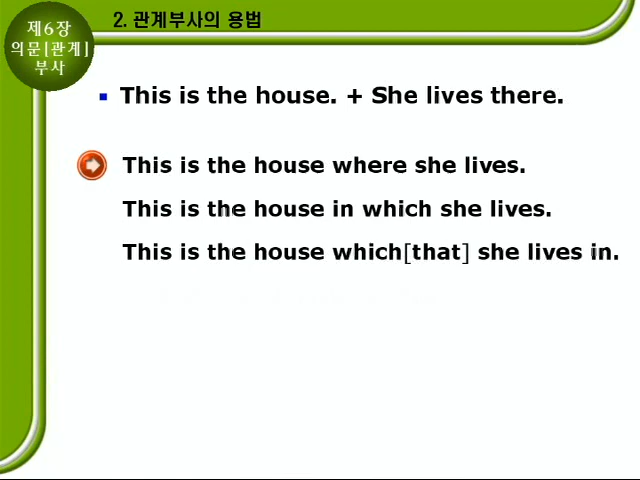 제6장
의문[관계]
부사
2. 관계부사의 용법
This is the house. + She lives there.
This is the house where she lives.
This is the house in which she lives.
This is the house which[that] she lives in.